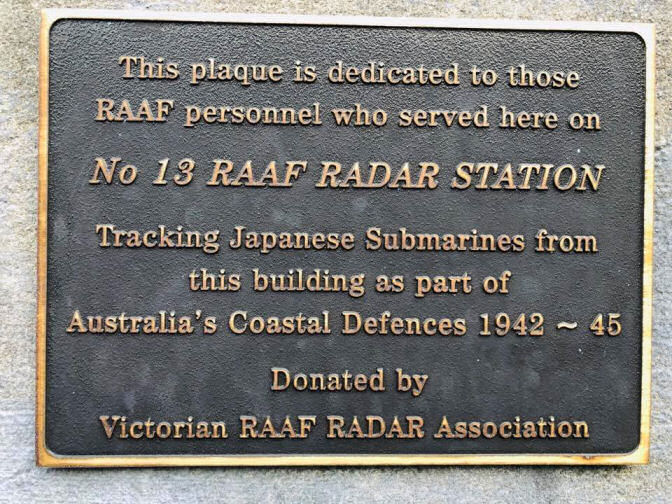 This plaque is dedicated to those
RAAF personnel who served here on
No 13 RAAF RADAR STATION
Tracking Japanese Submarines from
this building as part of
Australia's Coastal Defences 1942 ~ 45
Donated by
Victorian RAAF RADAR Association